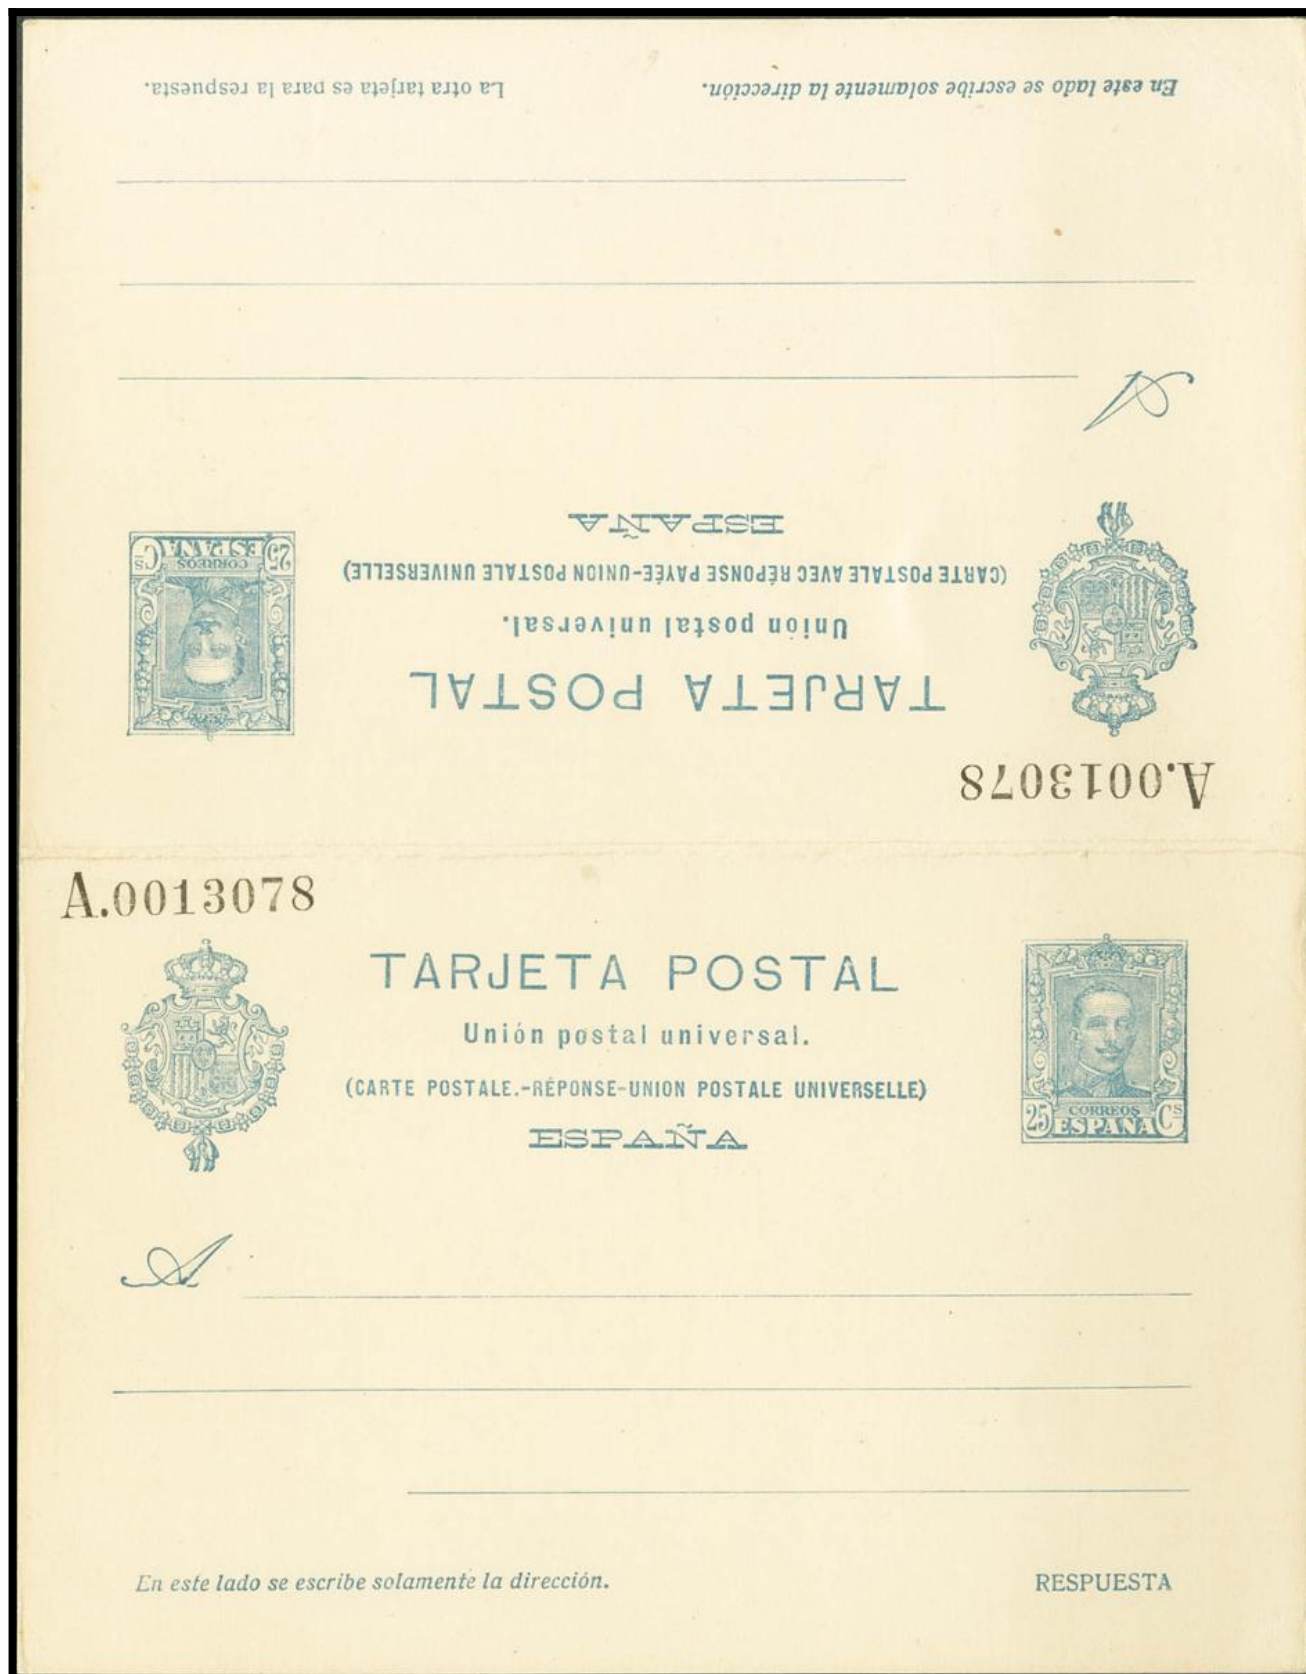 En este lado se escribe solamente la dirección.
La otra tarjeta es para la respuesta.
A
ESPAÑA
(CARTE POSTALE AVEC RÉPONSE PAYÉE-UNION POSTALE UNIVERSELLE)
Unión postal universal.
TARJETA POSTAL
25 CORREOS ESPAÑA Cs
A.0013078
A.0013078
TARJETA POSTAL
Unión postal universal.
(CARTE POSTALE.-RÉPONSE-UNION POSTALE UNIVERSELLE)
ESPAÑA
CORREOS
25 ESPAÑA Cs
A
En este lado se escribe solamente la dirección.
RESPUESTA